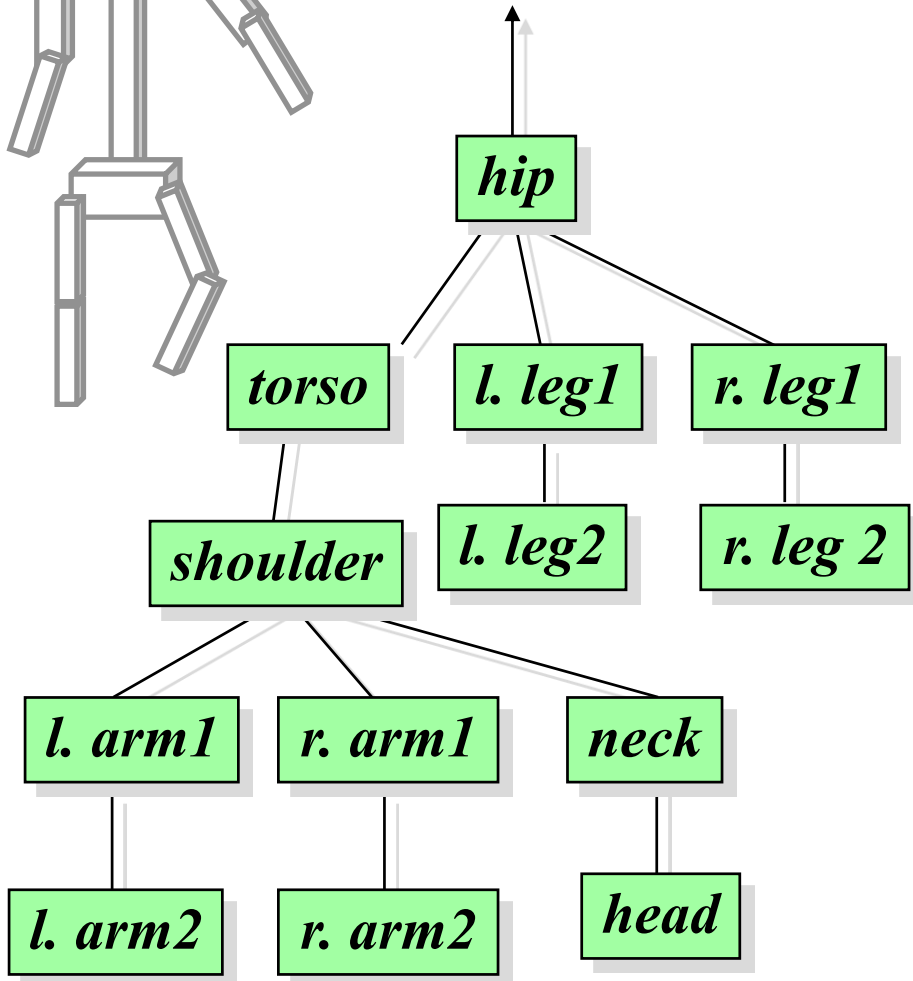 hip
torso
l. leg1
r. leg1
shoulder
l. leg2
r. leg 2
l. arm1
r. arm1
neck
l. arm2
r. arm2
head